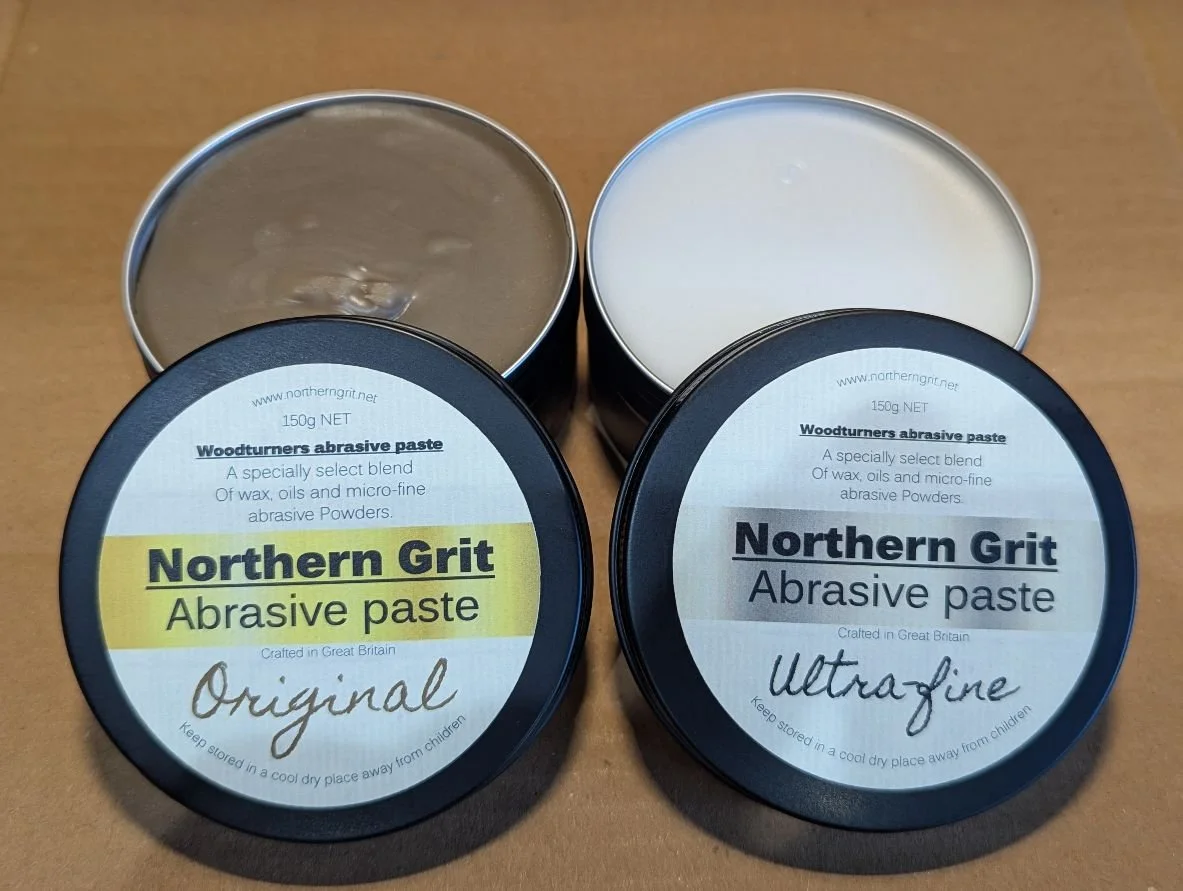 www.northerngrit.net
150g NET
Woodturners abrasive paste
A specially select blend
Of wax, oils and micro-fine
abrasive Powders.
Northern Grit
Abrasive paste
Crafted in Great Britain
Original
Keep stored in a cool dry place away from children
www.northerngrit.net
150g NET
Woodturners abrasive paste
A specially select blend
Of wax, oils and micro-fine
abrasive Powders.
Northern Grit
Abrasive paste
Crafted in Great Britain
Ultra-fine
Keep stored in a cool dry place away from children